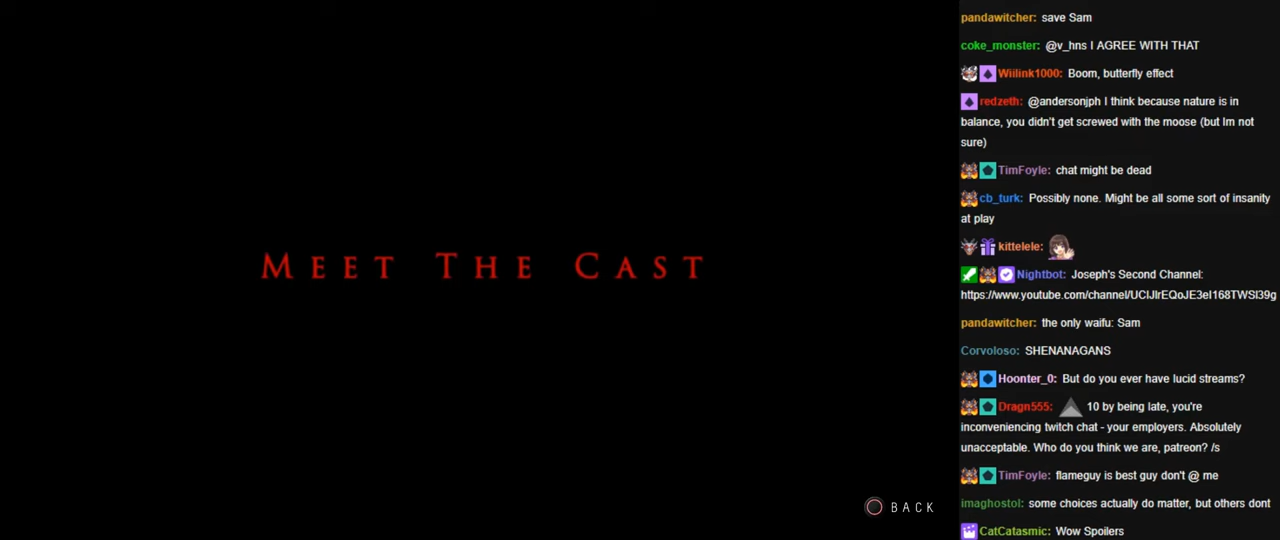 MEET THE CAST
BACK
pandawitcher: save Sam
coke_monster: @v_hns I AGREE WITH THAT
Wiilink1000: Boom, butterfly effect
redzeth: @andersonjph I think because nature is in
balance, you didn't get screwed with the moose (but Im not
sure)
TimFoyle: chat might be dead
cb_turk: Possibly none. Might be all some sort of insanity
at play
kittelele:
Nightbot: Joseph's Second Channel:
https://www.youtube.com/channel/UCIJIrEQoJE3eI168TWSI39g
pandawitcher: the only waifu: Sam
Corvoloso: SHENANAGANS
Hoonter_0: But do you ever have lucid streams?
Dragn555: 10 by being late, you're
inconveniencing twitch chat - your employers. Absolutely
unacceptable. Who do you think we are, patreon? /s
TimFoyle: flameguy is best guy don't @ me
imaghostol: some choices actually do matter, but others dont
CatCatasmic: Wow Spoilers